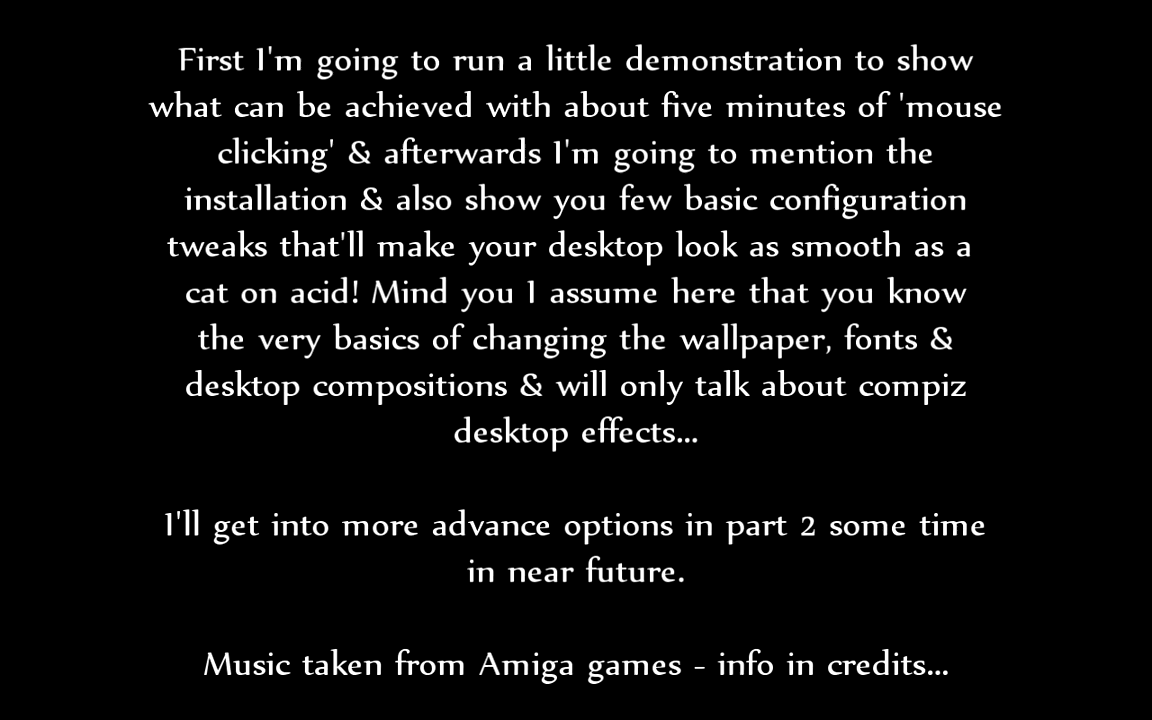 First I'm going to run a little demonstration to show
what can be achieved with about five minutes of 'mouse
clicking' & afterwards I'm going to mention the
installation & also show you few basic configuration
tweaks that'll make your desktop look as smooth as a
cat on acid! Mind you I assume here that you know
the very basics of changing the wallpaper, fonts &
desktop compositions & will only talk about compiz
desktop effects...
I'll get into more advance options in part 2 some time
in near future.
Music taken from Amiga games - info in credits...